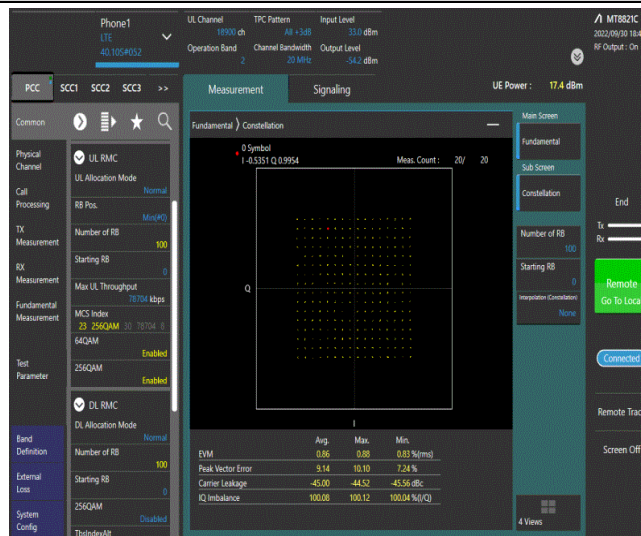 Phone1
LTE
40.105#052
UL Channel TPC Pattern Input Level
18900 ch All +3dB 33.0 dBm
Operation Band Channel Bandwidth Output Level
2 20 MHz -54.2 dBm
MT8821C
2022/09/30 18:4
RF Output : On
PCC SCC1 SCC2 SCC3 >>
Measurement Signaling
UE Power : 17.4 dBm
Common
Physical
Channel
Call
Processing
TX
Measurement
RX
Measurement
Fundamental
Measurement
Test
Parameter
Band
Definition
External
Loss
System
Config
UL RMC
UL Allocation Mode
Normal
RB Pos.
Min(#0)
Number of RB
100
Starting RB
0
Max UL Throughput
78704 kbps
MCS Index
23 256QAM 30 78704 8
64QAM
Enabled
256QAM
Enabled
DL RMC
DL Allocation Mode
Normal
Number of RB
100
Starting RB
0
256QAM
Disabled
TbsIndexAlt
Fundamental Constellation
0 Symbol
I -0.5351 Q 0.9954 Meas. Count : 20/ 20
Q
I
Avg. Max. Min.
EVM 0.86 0.88 0.83 %(rms)
Peak Vector Error 9.14 10.10 7.24 %
Carrier Leakage -45.00 -44.52 -45.56 dBc
IQ Imbalance 100.08 100.12 100.04 %(I/Q)
Main Screen
Fundamental
Sub Screen
Constellation
Number of RB
100
Starting RB
0
Interpolation (Constellation)
None
4 Views
End
Tx
Rx
Remote
Go To Local
Connected
Remote Trac
Screen Off